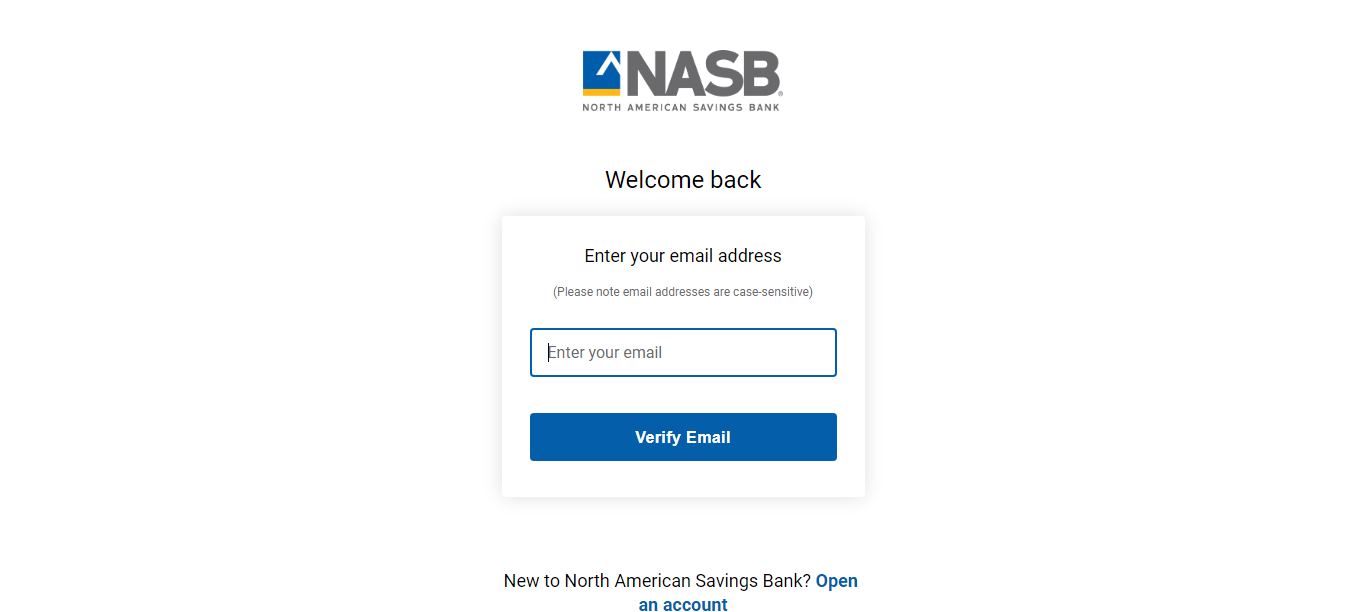 NASB®
NORTH AMERICAN SAVINGS BANK
Welcome back
Enter your email address
(Please note email addresses are case-sensitive)
Enter your email
Verify Email
New to North American Savings Bank? Open
an account